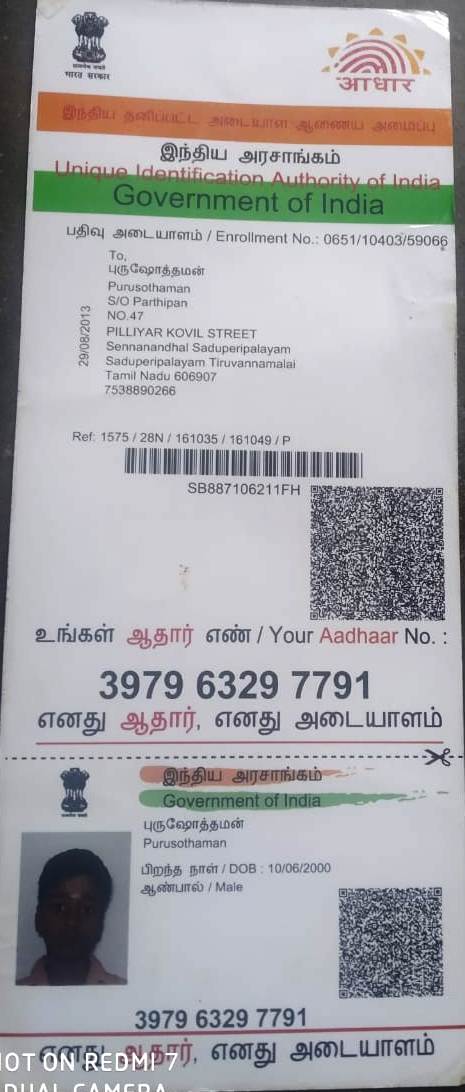 भारत सरकार
आधार
இந்திய தனிப்பட்ட அடையாள ஆணைய அமைப்பு
இந்திய அரசாங்கம்
Unique Identification Authority of India
Government of India
பதிவு அடையாளம் / Enrollment No.: 0651/10403/59066
To,
புருஷோத்தமன்
Purusothaman
S/O Parthipan
NO.47
PILLIYAR KOVIL STREET
Sennanandhal Saduperipalayam
Saduperipalayam Tiruvannamalai
Tamil Nadu 606907
7538890266
29/08/2013
Ref: 1575 / 28N / 161035 / 161049 / P
SB887106211FH
உங்கள் ஆதார் எண் / Your Aadhaar No. :
3979 6329 7791
எனது ஆதார், எனது அடையாளம்
இந்திய அரசாங்கம்
Government of India
புருஷோத்தமன்
Purusothaman
பிறந்த நாள் / DOB : 10/06/2000
ஆண்பால் / Male
3979 6329 7791
எனது ஆதார், எனது அடையாளம்
ON REDMI 7
DUAL CAMERA